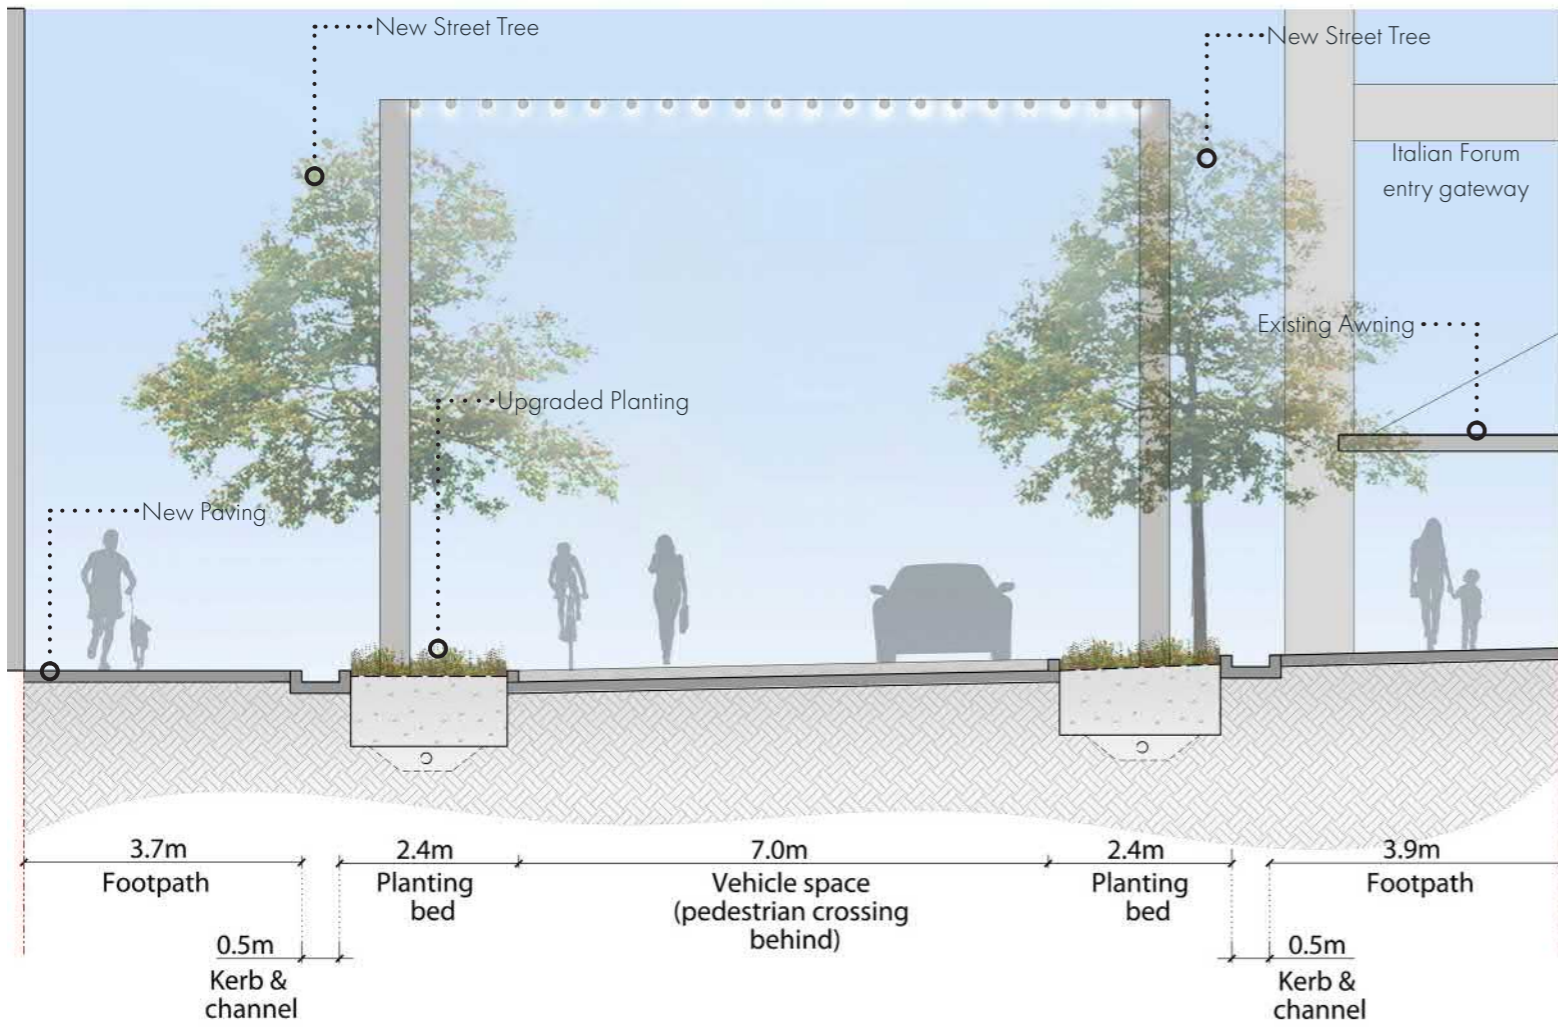 New Street Tree
New Street Tree
Italian Forum
entry gateway
Existing Awning
Upgraded Planting
New Paving
3.7m
Footpath
2.4m
Planting
bed
7.0m
Vehicle space
(pedestrian crossing
behind)
2.4m
Planting
bed
3.9m
Footpath
0.5m
Kerb &
channel
0.5m
Kerb &
channel